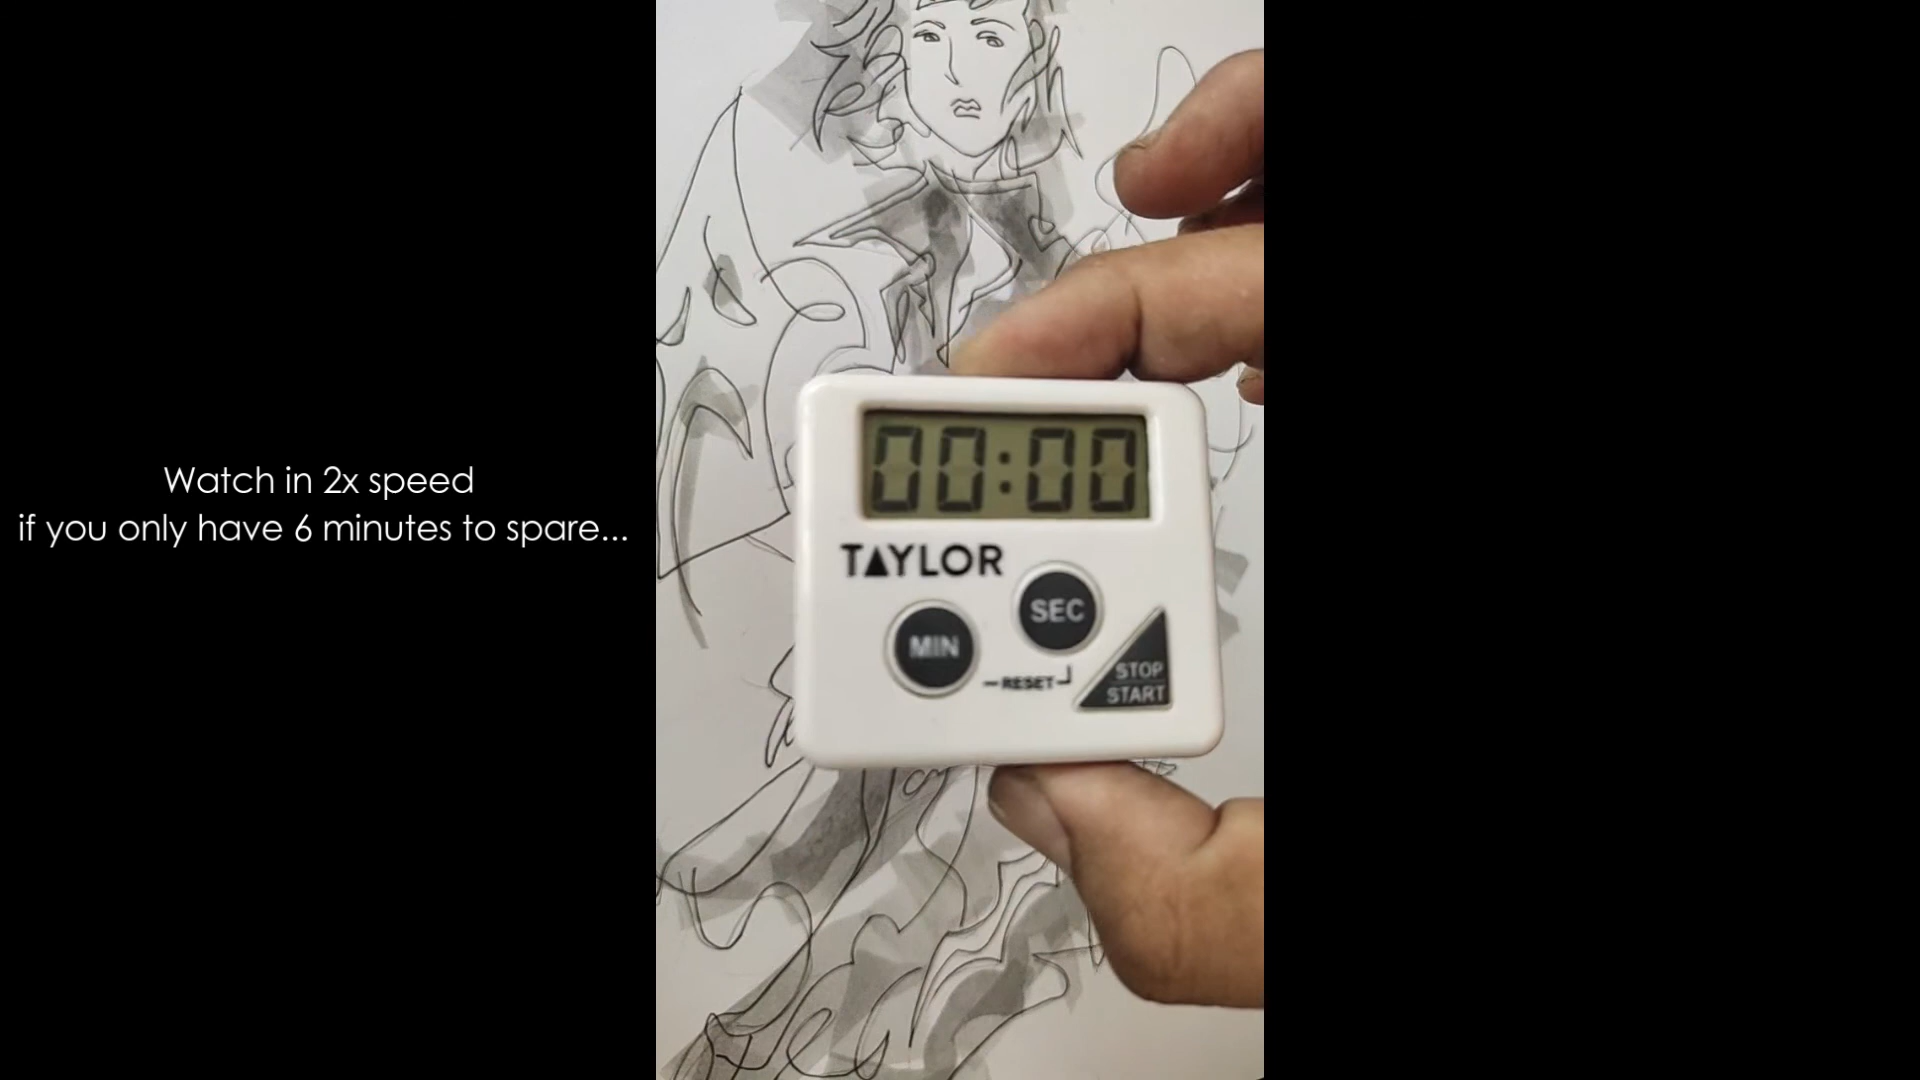 Watch in 2x speed
if you only have 6 minutes to spare...
00:00
TAYLOR
SEC
MIN
RESET
STOP
START